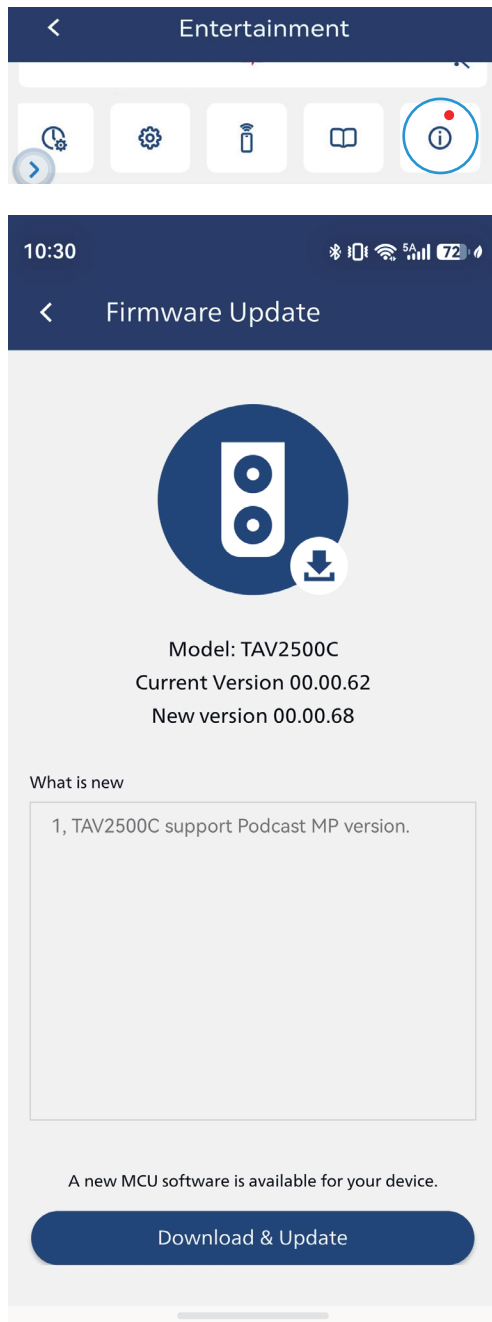 Entertainment
10:30
5A 72
Firmware Update
Model: TAV2500C
Current Version 00.00.62
New version 00.00.68
What is new
1, TAV2500C support Podcast MP version.
A new MCU software is available for your device.
Download & Update